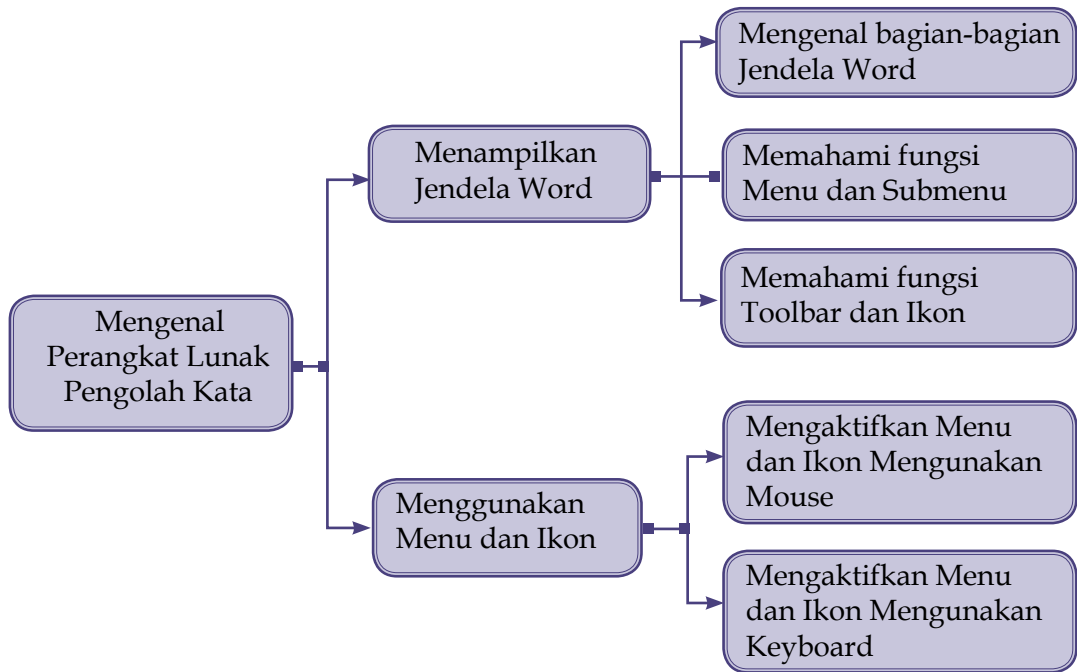 Mengenal
Perangkat Lunak
Pengolah Kata
Menampilkan
Jendela Word
Mengenal bagian-bagian
Jendela Word
Memahami fungsi
Menu dan Submenu
Memahami fungsi
Toolbar dan Ikon
Menggunakan
Menu dan Ikon
Mengaktifkan Menu
dan Ikon Mengunakan
Mouse
Mengaktifkan Menu
dan Ikon Mengunakan
Keyboard